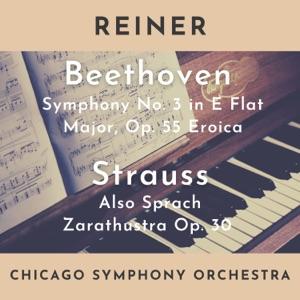 REINER
Beethoven
Symphony No. 3 in E Flat
Major, Op. 55 Eroica
Strauss
Also Sprach
Zarathustra Op. 30
CHICAGO SYMPHONY ORCHESTRA